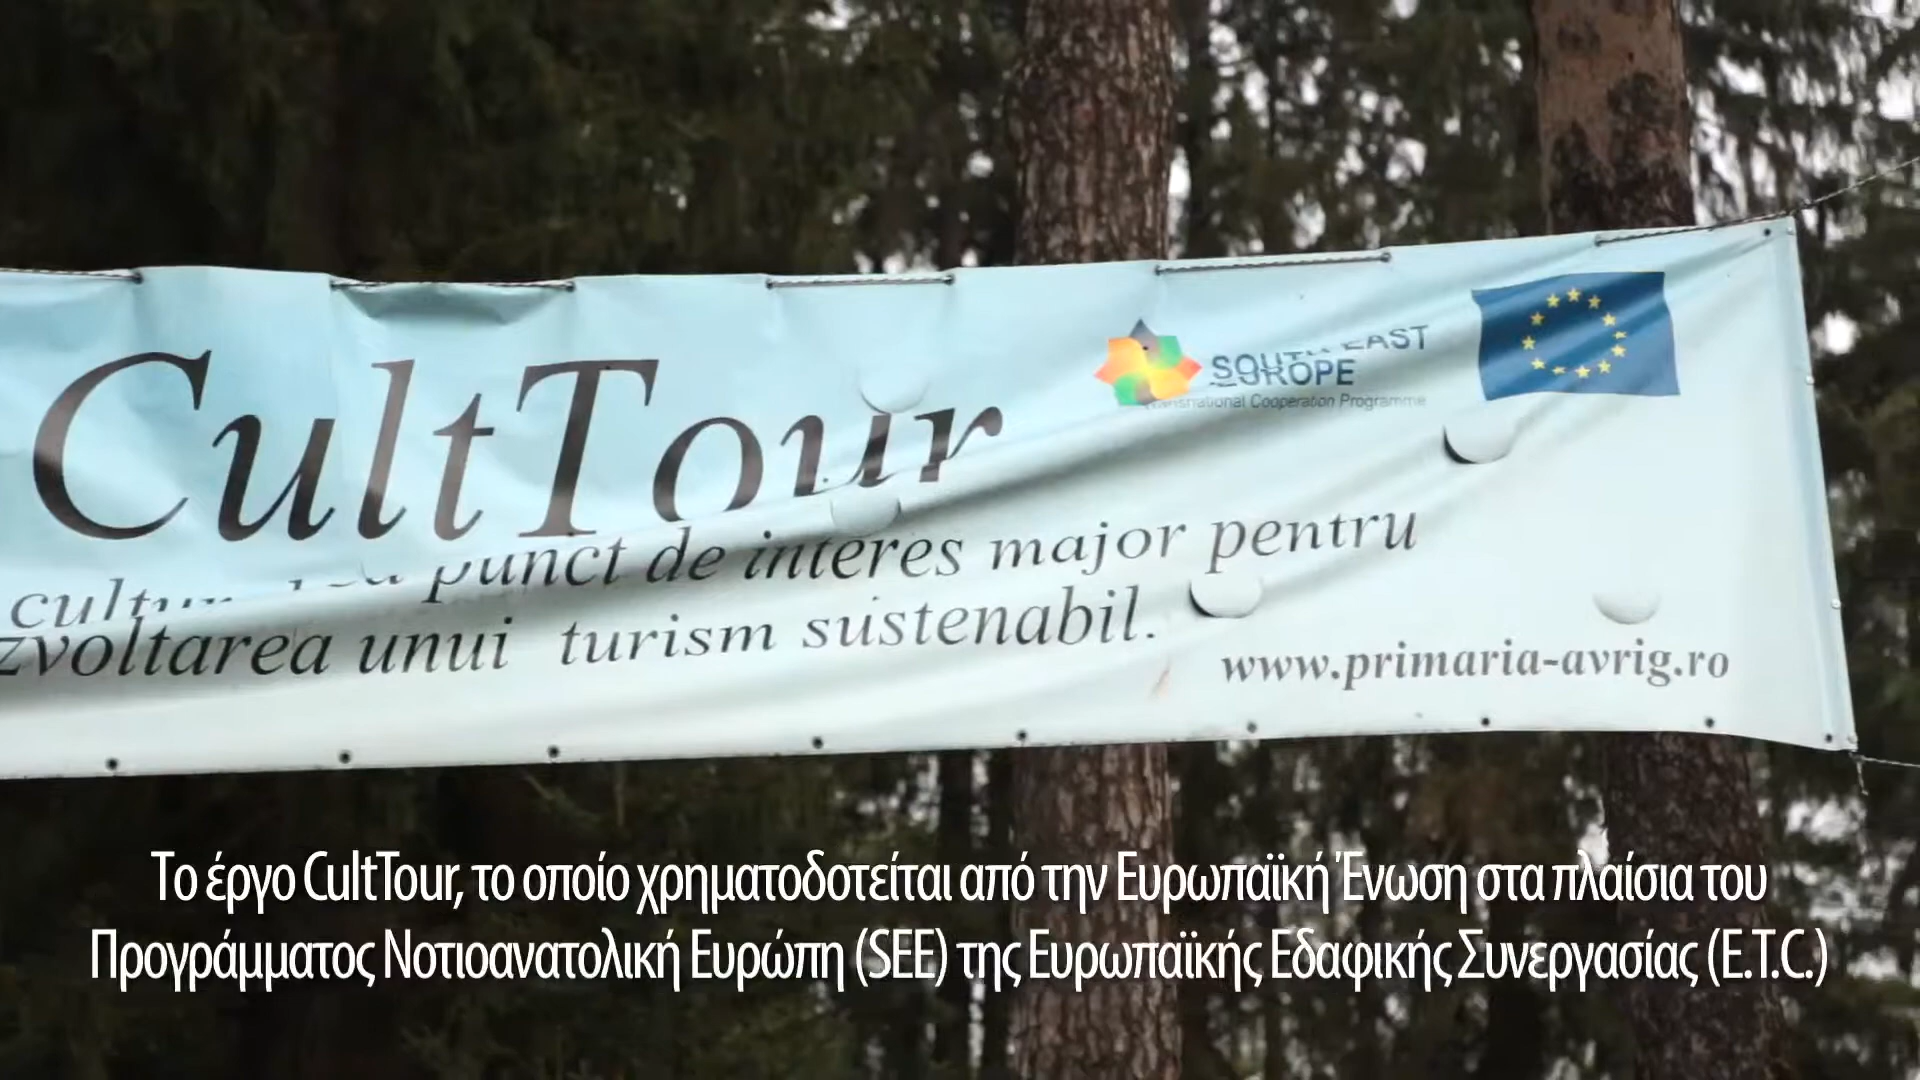 CultTour
SOUTH EAST
EUROPE
Transnational Cooperation Programme
punct de interes major pentru
zvoltarea unui turism sustenabil.
www.primaria-avrig.ro
Το έργο CultTour, το οποίο χρηματοδοτείται από την Ευρωπαϊκή Ένωση στα πλαίσια του
Προγράμματος Νοτιοανατολική Ευρώπη (SEE) της Ευρωπαϊκής Εδαφικής Συνεργασίας (E.T.C.)